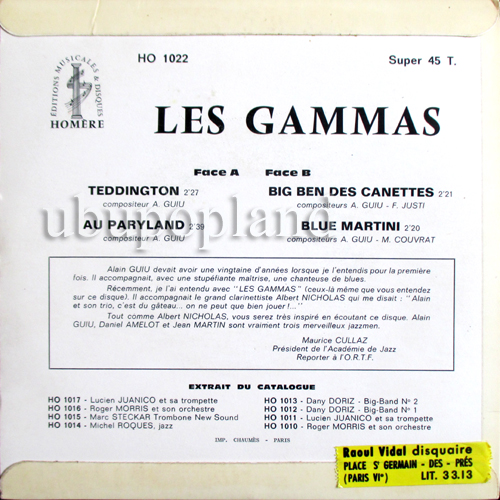 HO 1022
Super 45 T.
ÉDITIONS MUSICALES & DISQUES
HOMÈRE
LES GAMMAS
Face A
Face B
TEDDINGTON 2'27
compositeur A. GUIU
AU PARYLAND 2'39
compositeur A. GUIU
BIG BEN DES CANETTES 2'21
compositeurs A. GUIU - F. JUSTI
BLUE MARTINI 2'20
compositeurs A. GUIU - M. COUVRAT
ubupopland
Alain GUIU devait avoir une vingtaine d'années lorsque je l'entendis pour la première
fois. Il accompagnait, avec une stupéfiante maîtrise, une chanteuse de blues.
Récemment, je l'ai entendu avec "LES GAMMAS" (ceux-là même que vous entendez
sur ce disque). Il accompagnait le grand clarinettiste Albert NICHOLAS qui me disait : "Alain
et son trio, c'est du gâteau... on ne peut que bien jouer !..."
Tout comme Albert NICHOLAS, vous serez très inspiré en écoutant ce disque. Alain
GUIU, Daniel AMELOT et Jean MARTIN sont vraiment trois merveilleux jazzmen.
Maurice CULLAZ
Président de l'Académie de Jazz
Reporter à l'O.R.T.F.
EXTRAIT DU CATALOGUE
HO 1017 - Lucien JUANICO et sa trompette
HO 1016 - Roger MORRIS et son orchestre
HO 1015 - Marc STECKAR Trombone New Sound
HO 1014 - Michel ROQUES, jazz
HO 1013 - Dany DORIZ - Big-Band N° 2
HO 1012 - Dany DORIZ - Big-Band N° 1
HO 1011 - Lucien JUANICO et sa trompette
HO 1010 - Roger MORRIS et son orchestre
IMP. CHAUMÈS - PARIS
Raoul Vidal disquaire
PLACE St GERMAIN - DES - PRÉS
(PARIS VIe) LIT. 33.13